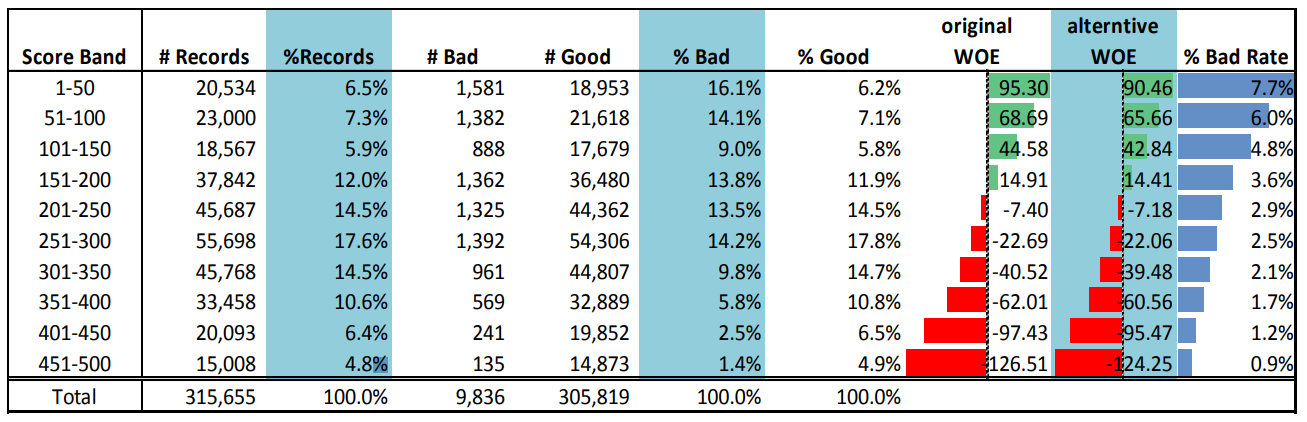 original alterntive
Score Band # Records %Records # Bad # Good % Bad % Good WOE WOE % Bad Rate
1-50 20,534 6.5% 1,581 18,953 16.1% 6.2% 95.30 90.46 7.7%
51-100 23,000 7.3% 1,382 21,618 14.1% 7.1% 68.69 65.66 6.0%
101-150 18,567 5.9% 888 17,679 9.0% 5.8% 44.58 42.84 4.8%
151-200 37,842 12.0% 1,362 36,480 13.8% 11.9% 14.91 14.41 3.6%
201-250 45,687 14.5% 1,325 44,362 13.5% 14.5% -7.40 -7.18 2.9%
251-300 55,698 17.6% 1,392 54,306 14.2% 17.8% -22.69 -22.06 2.5%
301-350 45,768 14.5% 961 44,807 9.8% 14.7% -40.52 -39.48 2.1%
351-400 33,458 10.6% 569 32,889 5.8% 10.8% -62.01 -60.56 1.7%
401-450 20,093 6.4% 241 19,852 2.5% 6.5% -97.43 -95.47 1.2%
451-500 15,008 4.8% 135 14,873 1.4% 4.9% -126.51 -124.25 0.9%
Total 315,655 100.0% 9,836 305,819 100.0% 100.0%